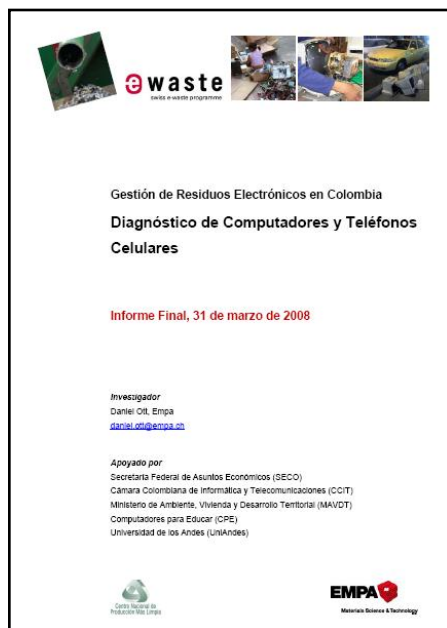 e waste
swiss e-waste programme
Gestión de Residuos Electrónicos en Colombia
Diagnóstico de Computadores y Teléfonos
Celulares
Informe Final, 31 de marzo de 2008
Investigador
Daniel Ott, Empa
daniel.ott@empa.ch
Apoyado por
Secretaría Federal de Asuntos Económicos (SECO)
Cámara Colombiana de Informática y Telecomunicaciones (CCIT)
Ministerio de Ambiente, Vivienda y Desarrollo Territorial (MAVDT)
Computadores para Educar (CPE)
Universidad de los Andes (UniAndes)
Centro Nacional de
Producción Más Limpia
EMPA
Materials Science & Technology